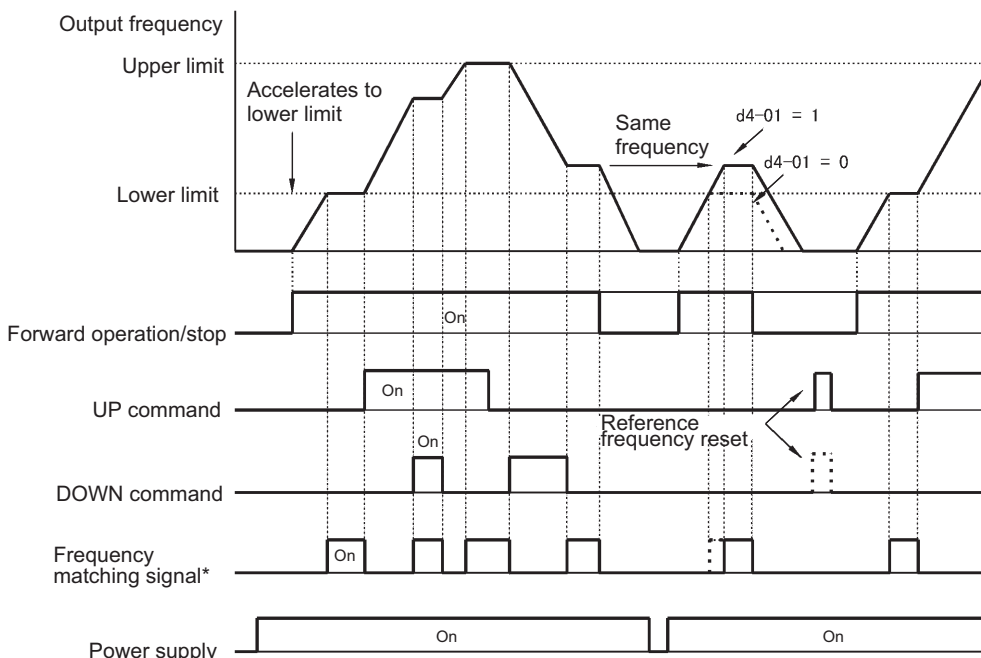 Output frequency
Upper limit
Accelerates to
lower limit
Same
frequency
d4-01 = 1
d4-01 = 0
Lower limit
On
Forward operation/stop
On
UP command
Reference
frequency reset
On
DOWN command
On
Frequency
matching signal*
On
On
Power supply